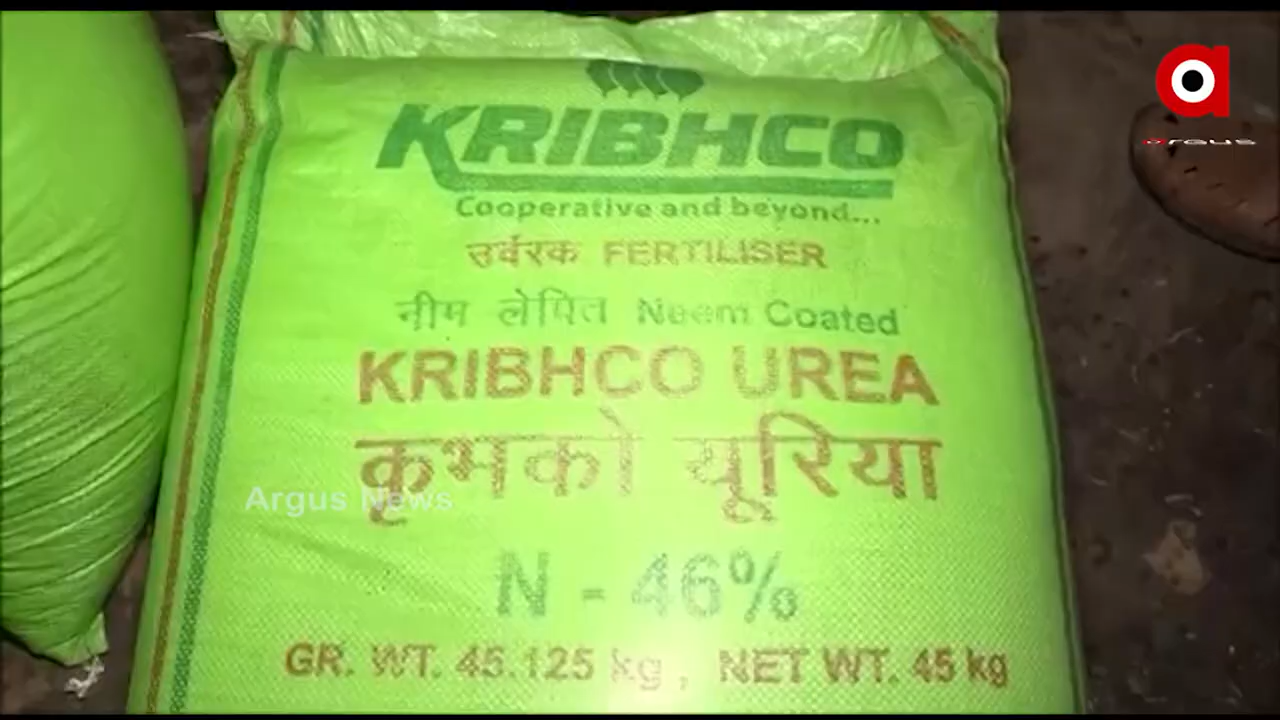 KRIBHCO
Cooperative and beyond...
उर्वरक FERTILISER
नीम लेपित Neem Coated
KRIBHCO UREA
कृभको यूरिया
N - 46%
GR. WT. 45.125 kg, NET WT. 45 kg
Argus News
argus